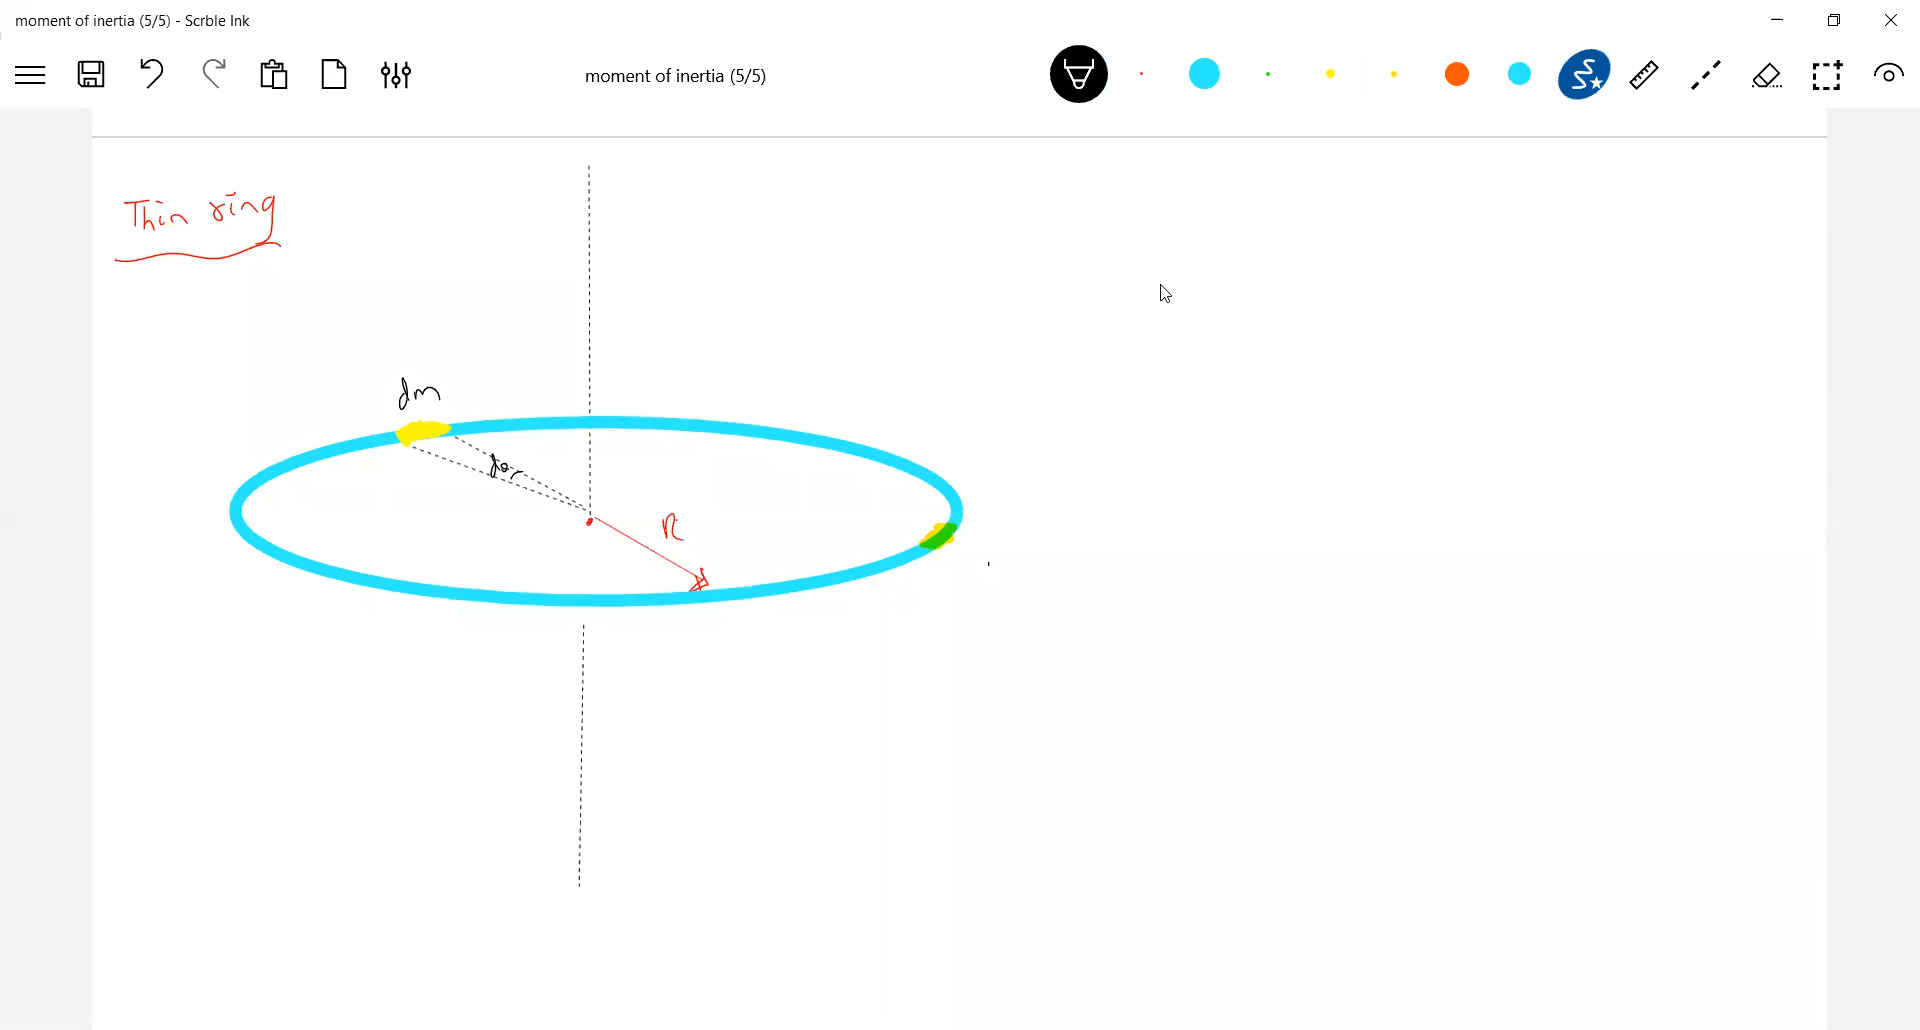 moment of inertia (5/5) - Scrble Ink
moment of inertia (5/5)
Thin ring
dm
R